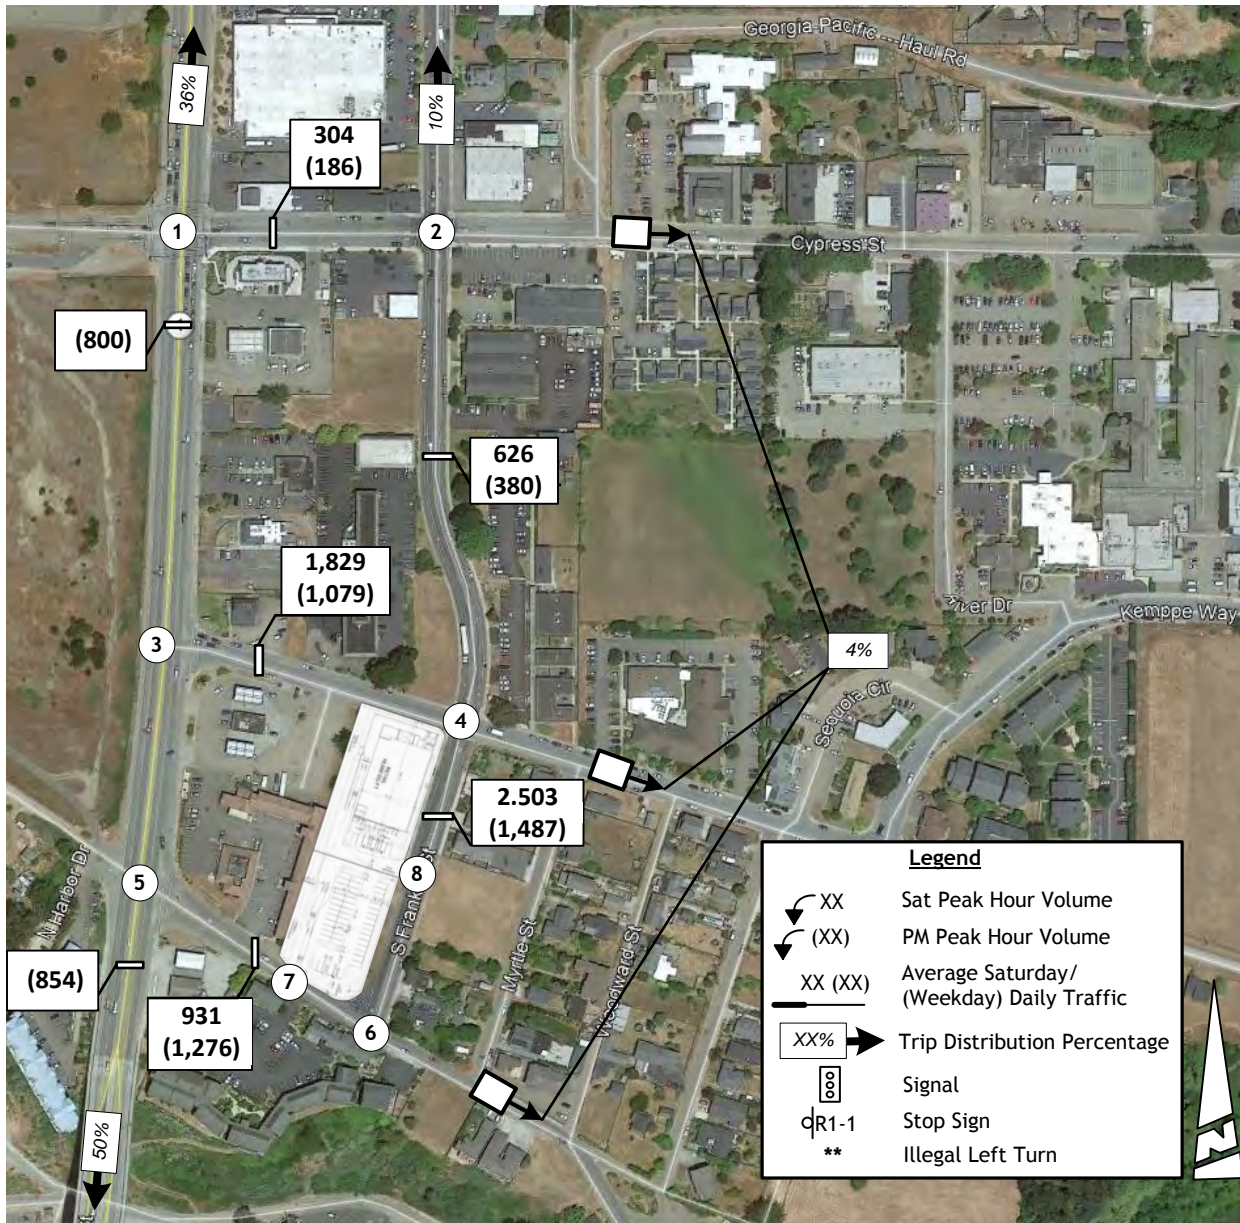 Georgia Pacific --- Haul Rd
36%
10%
304
(186)
1
2
Cypress St
(800)
626
(380)
1,829
(1,079)
River Dr
Kemppe Way
3
4%
4
Sequoia Cir
2.503
(1,487)
8
5
N Harbor Dr
S Frank
st
Myrtle St
Woodward St
(854)
931
(1,276)
7
6
50%
Legend
XX Sat Peak Hour Volume
(XX) PM Peak Hour Volume
XX (XX) Average Saturday/
(Weekday) Daily Traffic
XX% Trip Distribution Percentage
Signal
R1-1 Stop Sign
** Illegal Left Turn